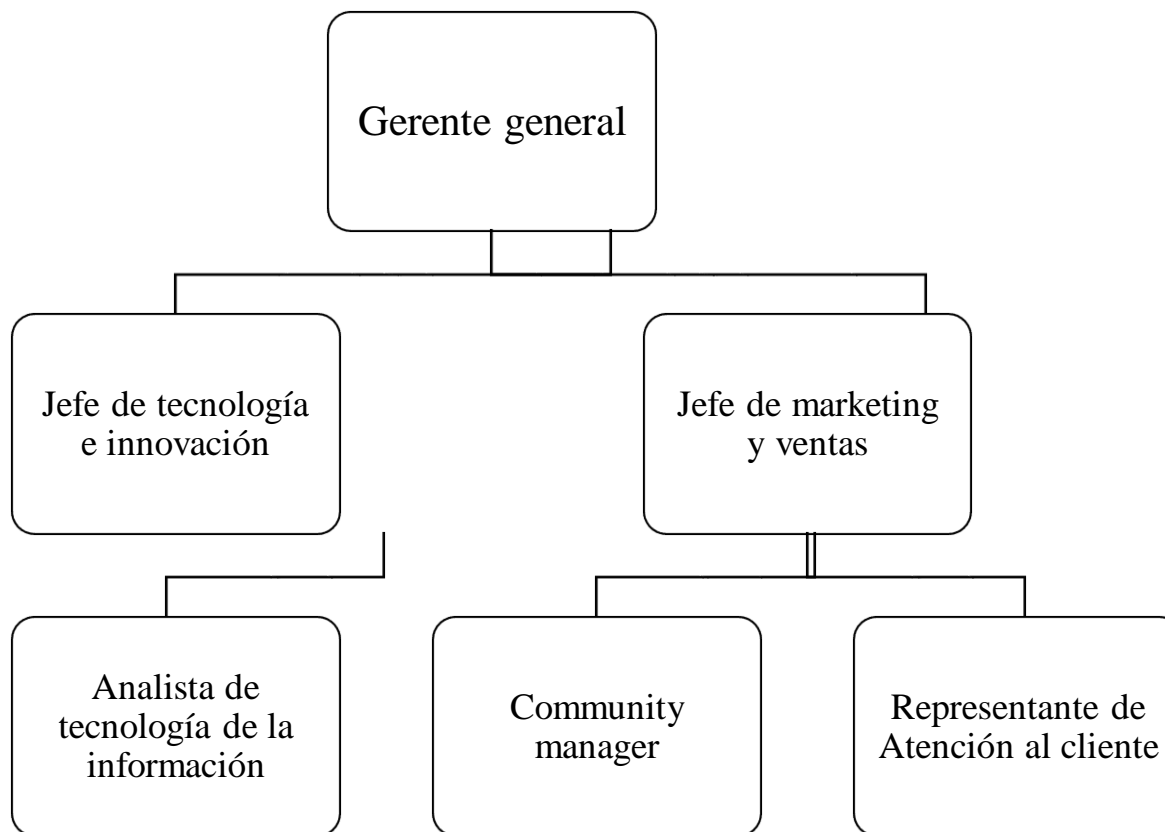 Gerente general
Jefe de tecnología
e innovación
Jefe de marketing
y ventas
Analista de
tecnología de la
información
Community
manager
Representante de
Atención al cliente